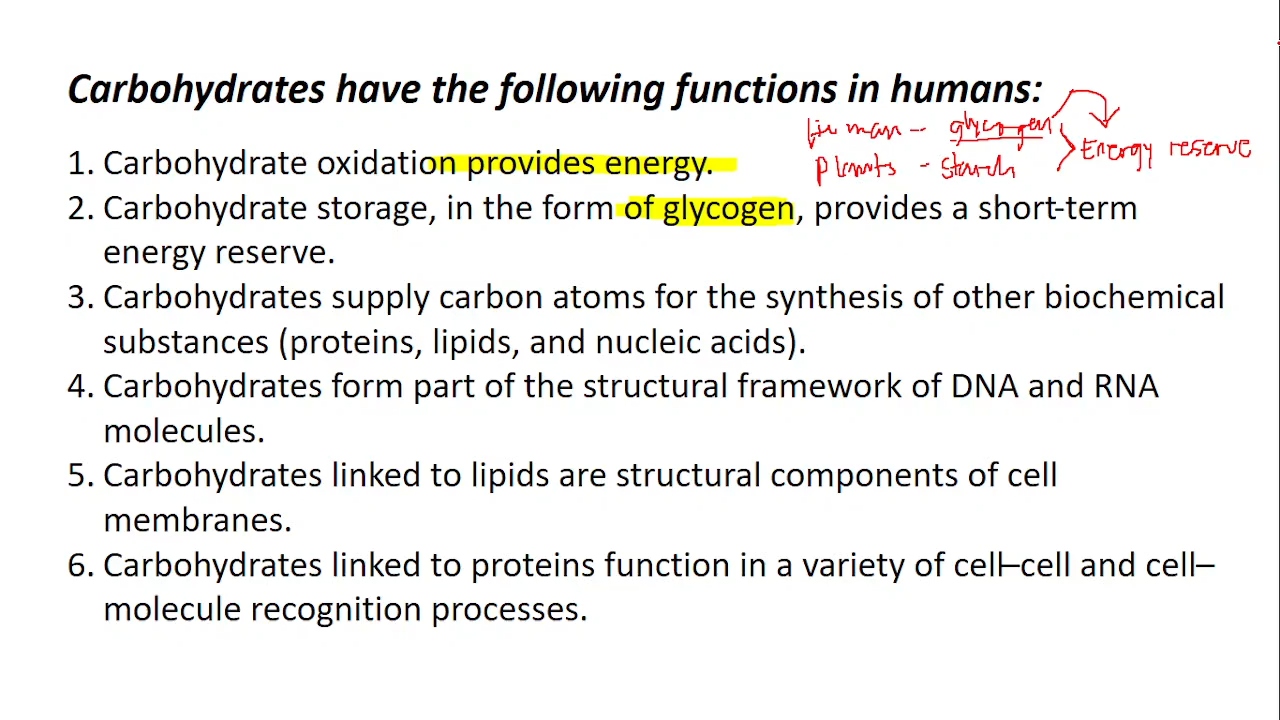 Carbohydrates have the following functions in humans:
Human - glycogen
Plants - starch
Energy reserve
1. Carbohydrate oxidation provides energy.
2. Carbohydrate storage, in the form of glycogen, provides a short-term
energy reserve.
3. Carbohydrates supply carbon atoms for the synthesis of other biochemical
substances (proteins, lipids, and nucleic acids).
4. Carbohydrates form part of the structural framework of DNA and RNA
molecules.
5. Carbohydrates linked to lipids are structural components of cell
membranes.
6. Carbohydrates linked to proteins function in a variety of cell–cell and cell–
molecule recognition processes.